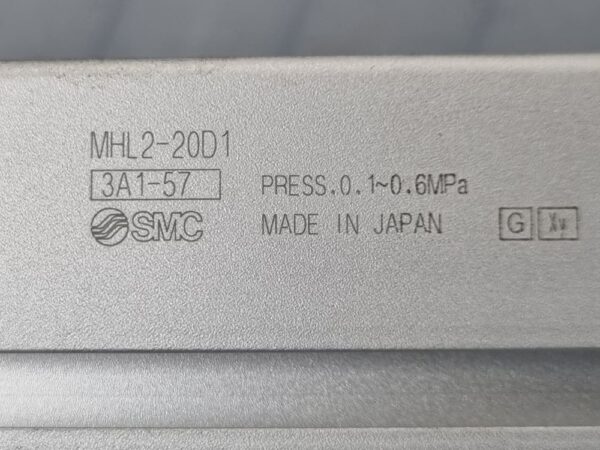 MHL2-20D1
3A1-57 PRESS.0.1~0.6MPa
SMC MADE IN JAPAN G